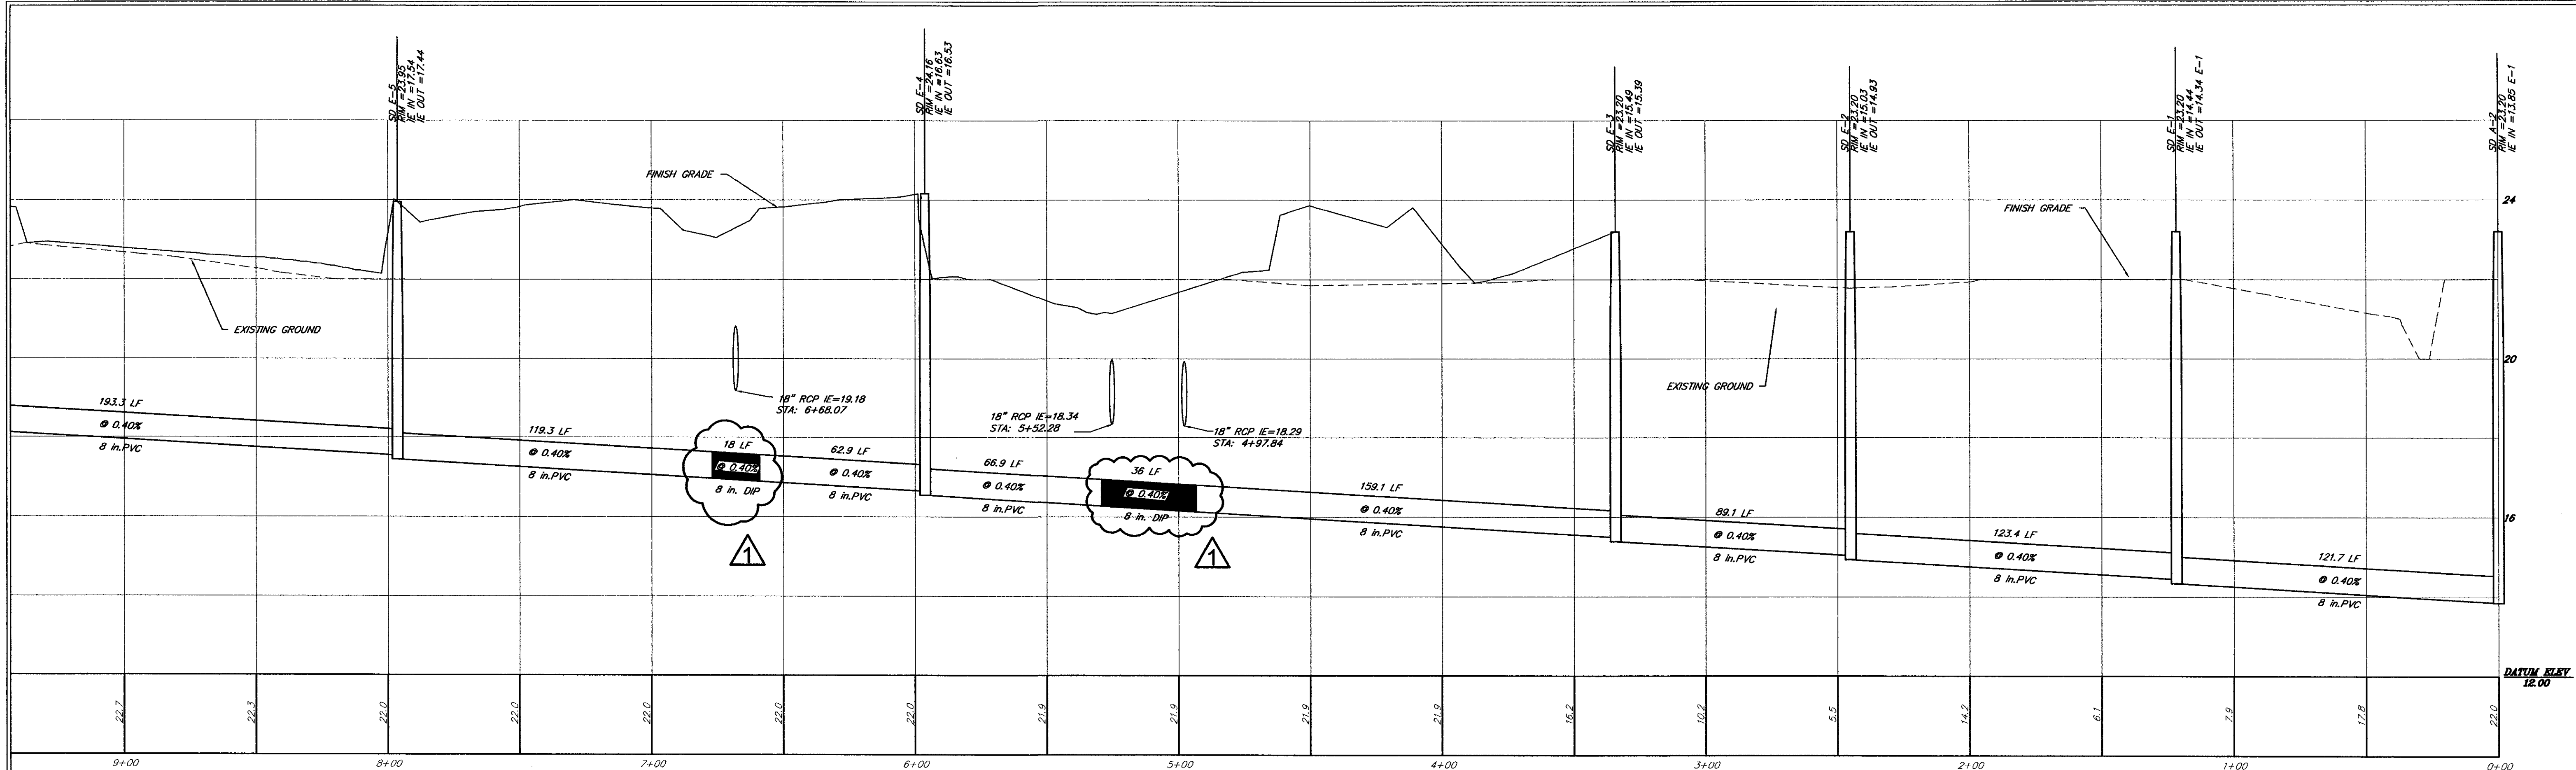 SD E-5
RIM =23.95
IE IN =17.54
IE OUT =17.44
SD E-4
RIM =24.16
IE IN =16.63
IE OUT =16.53
SD E-3
RIM =23.20
IE IN =15.49
IE OUT =15.39
SD E-2
RIM =23.20
IE IN =15.03
IE OUT =14.93
SD E-1
RIM =23.20
IE IN =14.44
IE OUT =14.34 E-1
SD A-2
RIM =23.20
IE IN =13.85 E-1
FINISH GRADE
FINISH GRADE
24
EXISTING GROUND
20
EXISTING GROUND
18" RCP IE=19.18
STA: 6+68.07
18" RCP IE=18.34
STA: 5+52.28
18" RCP IE=18.29
STA: 4+97.84
193.3 LF
@ 0.40%
8 in.PVC
119.3 LF
@ 0.40%
8 in.PVC
18 LF
@ 0.40%
8 in. DIP
62.9 LF
@ 0.40%
8 in.PVC
66.9 LF
@ 0.40%
8 in.PVC
36 LF
@ 0.40%
8 in. DIP
159.1 LF
@ 0.40%
8 in.PVC
16
89.1 LF
@ 0.40%
8 in.PVC
123.4 LF
@ 0.40%
8 in.PVC
121.7 LF
@ 0.40%
8 in.PVC
1
1
DATUM ELEV
12.00
22.7
22.3
22.0
22.0
22.0
22.0
22.0
21.9
21.9
21.9
21.9
16.2
10.2
5.5
14.2
6.1
7.9
17.8
22.0
9+00
8+00
7+00
6+00
5+00
4+00
3+00
2+00
1+00
0+00